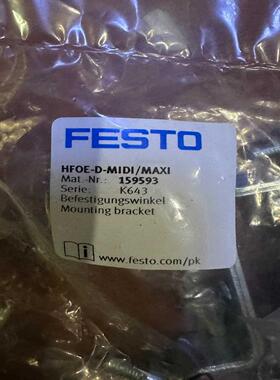 FESTO
HFOE-D-MIDI/MAXI
Mat.-Nr.: 159593
Serie: K643
Befestigungswinkel
Mounting bracket
www.festo.com/pk